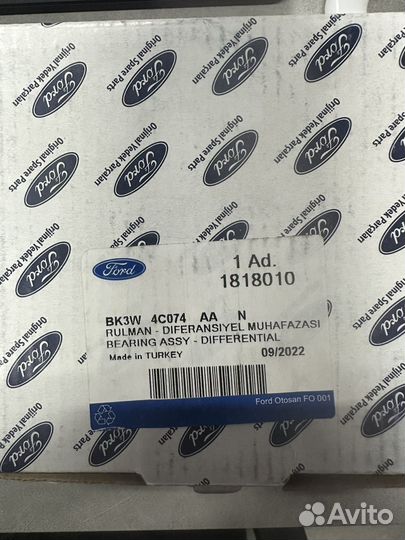 Ford
Orijinal Yedek Parçaları
Original Spare Parts
Ford
1 Ad.
1818010
BK3W 4C074 AA N
RULMAN - DIFERANSIYEL MUHAFAZASI
BEARING ASSY - DIFFERENTIAL
Made in TURKEY 09/2022
Ford Otosan FO 001
Avito